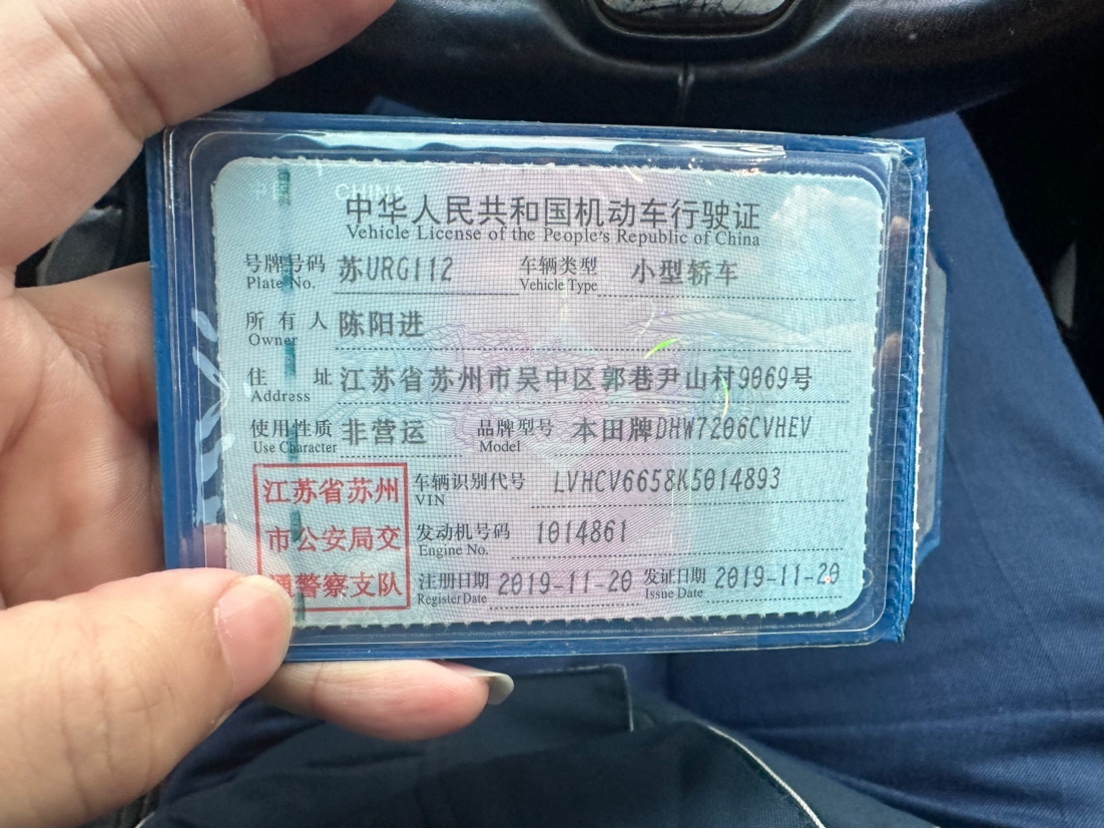 CHINA
中华人民共和国机动车行驶证
Vehicle License of the People's Republic of China
号牌号码 苏URG112 车辆类型 小型轿车
Plate No. Vehicle Type
所有人 陈阳进
Owner
住址 江苏省苏州市吴中区郭巷尹山村9069号
Address
使用性质 非营运 品牌型号 本田牌DHW7206CVHEV
Use Character Model
江苏省苏州
市公安局交
通警察支队
车辆识别代号 LVHCV6658K5014893
VIN
发动机号码 1014861
Engine No.
注册日期 2019-11-20 发证日期 2019-11-20
Register Date Issue Date